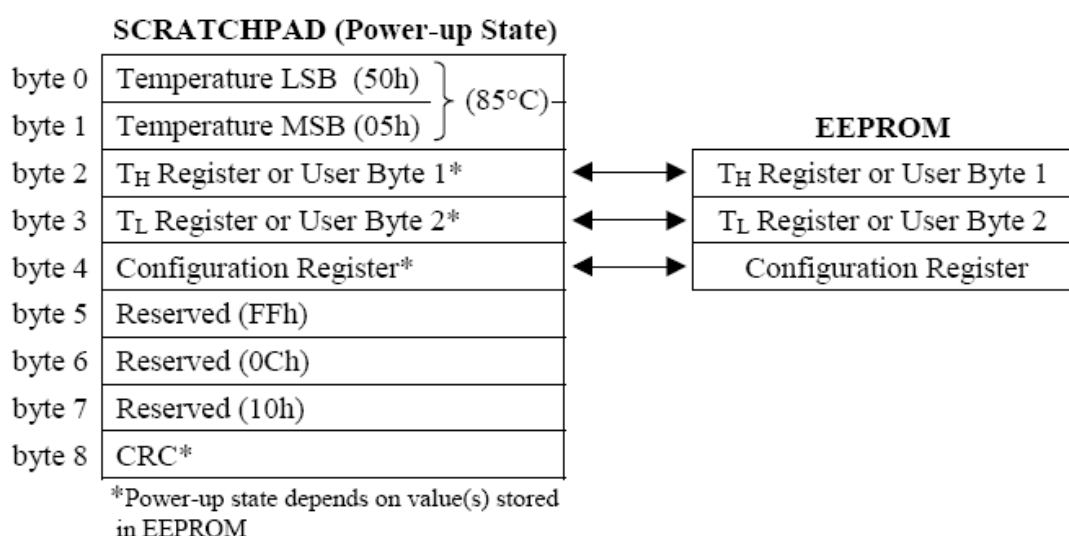 SCRATCHPAD (Power-up State)
byte 0 Temperature LSB (50h)
(85°C)
byte 1 Temperature MSB (05h)
EEPROM
byte 2 TH Register or User Byte 1* TH Register or User Byte 1
byte 3 TL Register or User Byte 2* TL Register or User Byte 2
byte 4 Configuration Register* Configuration Register
byte 5 Reserved (FFh)
byte 6 Reserved (0Ch)
byte 7 Reserved (10h)
byte 8 CRC*
*Power-up state depends on value(s) stored
in EEPROM